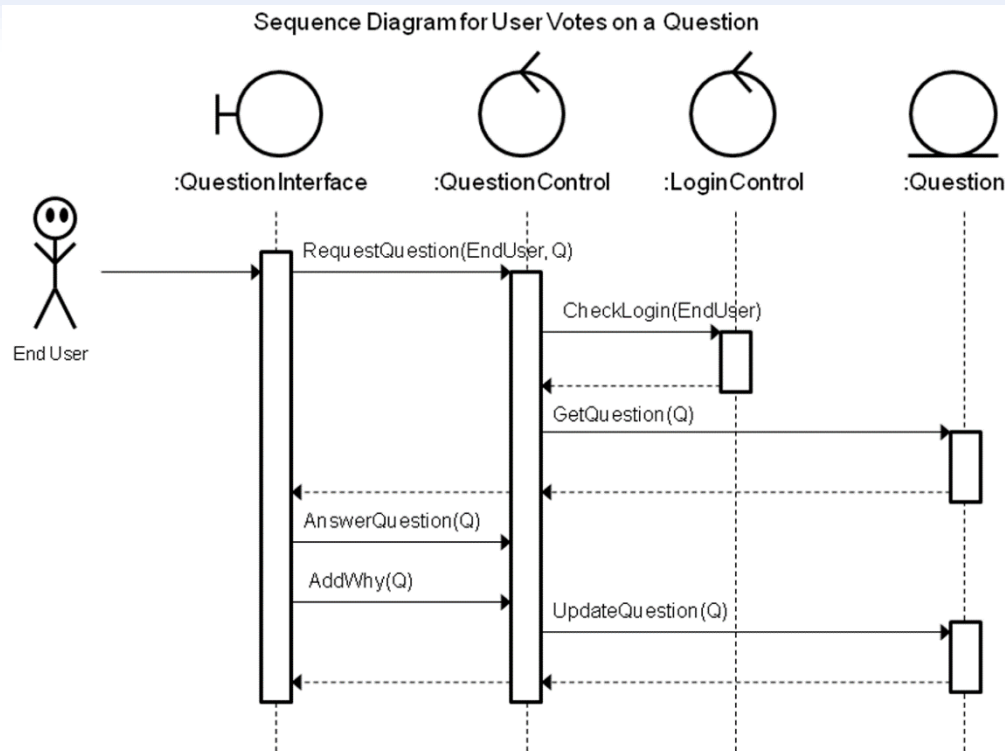 Sequence Diagram for User Votes on a Question
:QuestionInterface
:QuestionControl
:LoginControl
:Question
End User
RequestQuestion(EndUser, Q)
CheckLogin(EndUser)
GetQuestion(Q)
AnswerQuestion(Q)
AddWhy(Q)
UpdateQuestion(Q)